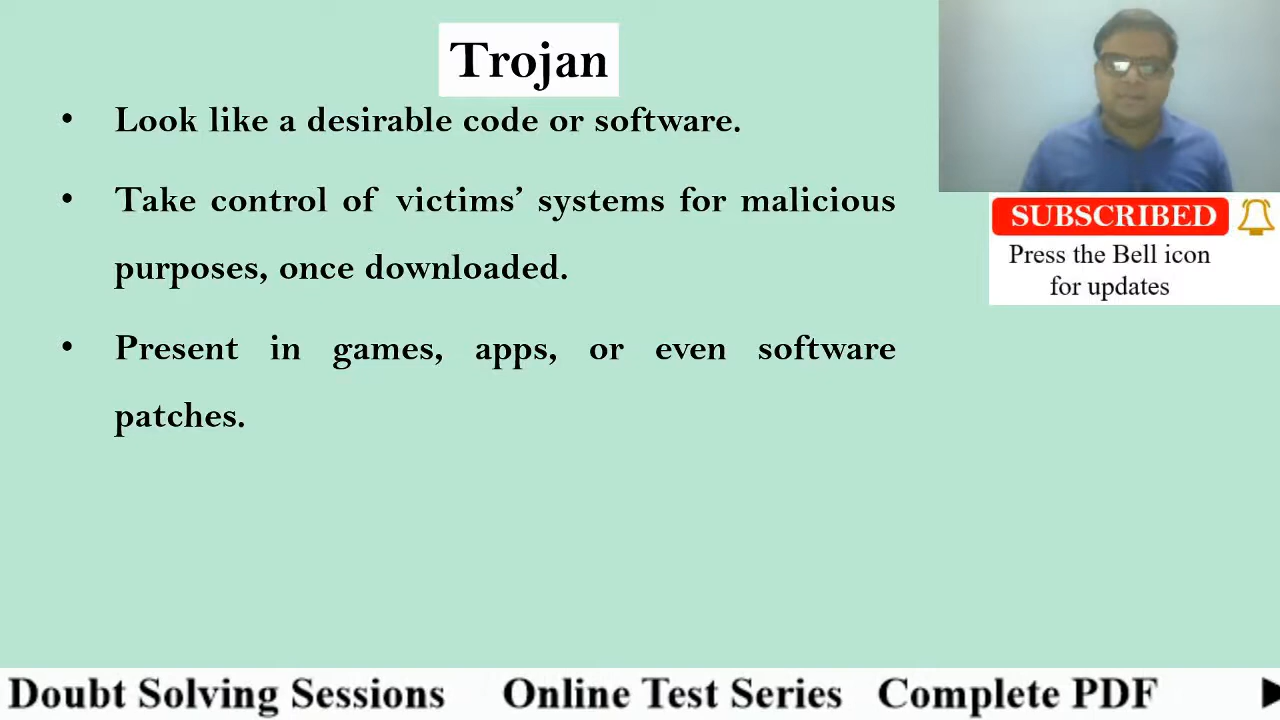 Trojan
• Look like a desirable code or software.
• Take control of victims’ systems for malicious
purposes, once downloaded.
• Present in games, apps, or even software
patches.
SUBSCRIBED
Press the Bell icon
for updates
Doubt Solving Sessions Online Test Series Complete PDF